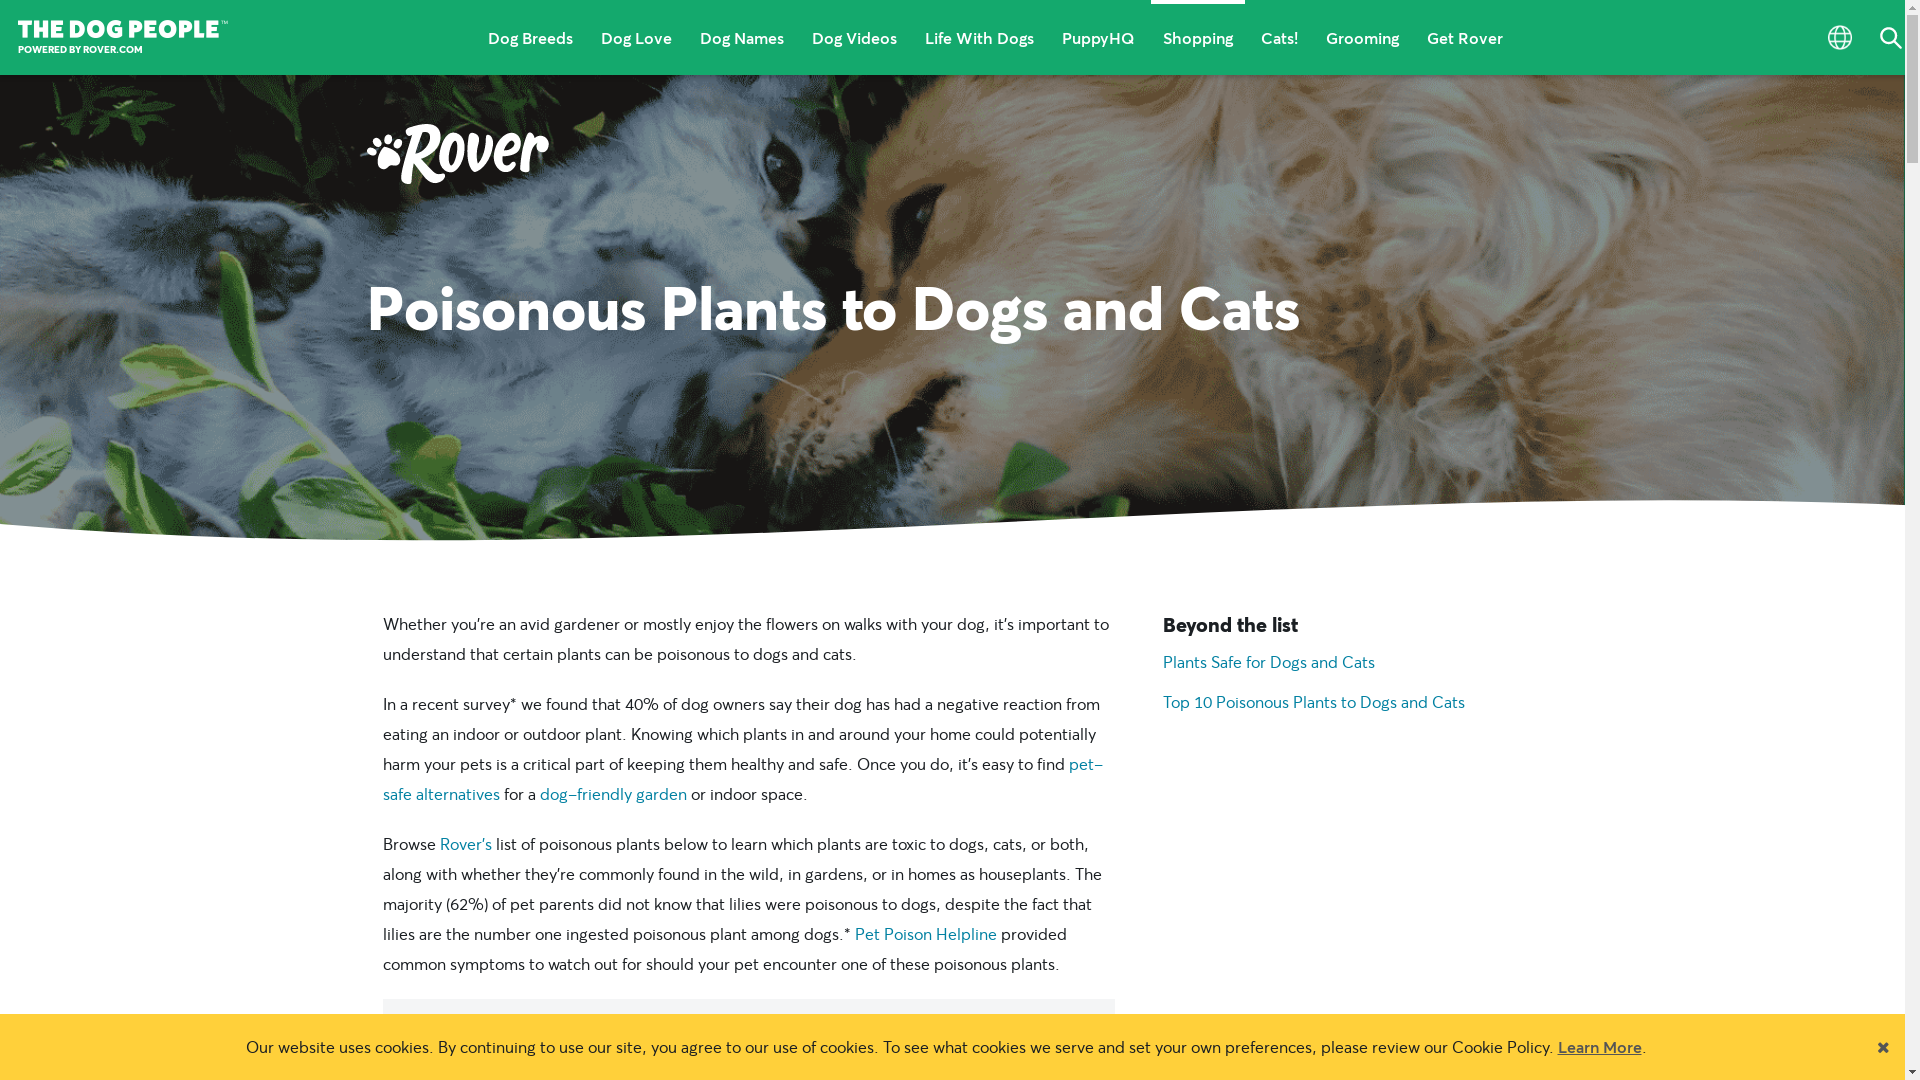 THE DOG PEOPLE™
POWERED BY ROVER.COM
Dog Breeds Dog Love Dog Names Dog Videos Life With Dogs PuppyHQ Shopping Cats! Grooming Get Rover
Rover
Poisonous Plants to Dogs and Cats
Whether you’re an avid gardener or mostly enjoy the flowers on walks with your dog, it’s important to
understand that certain plants can be poisonous to dogs and cats.
In a recent survey* we found that 40% of dog owners say their dog has had a negative reaction from
eating an indoor or outdoor plant. Knowing which plants in and around your home could potentially
harm your pets is a critical part of keeping them healthy and safe. Once you do, it’s easy to find pet-
safe alternatives for a dog-friendly garden or indoor space.
Browse Rover’s list of poisonous plants below to learn which plants are toxic to dogs, cats, or both,
along with whether they’re commonly found in the wild, in gardens, or in homes as houseplants. The
majority (62%) of pet parents did not know that lilies were poisonous to dogs, despite the fact that
lilies are the number one ingested poisonous plant among dogs.* Pet Poison Helpline provided
common symptoms to watch out for should your pet encounter one of these poisonous plants.
Beyond the list
Plants Safe for Dogs and Cats
Top 10 Poisonous Plants to Dogs and Cats
Our website uses cookies. By continuing to use our site, you agree to our use of cookies. To see what cookies we serve and set your own preferences, please review our Cookie Policy. Learn More.